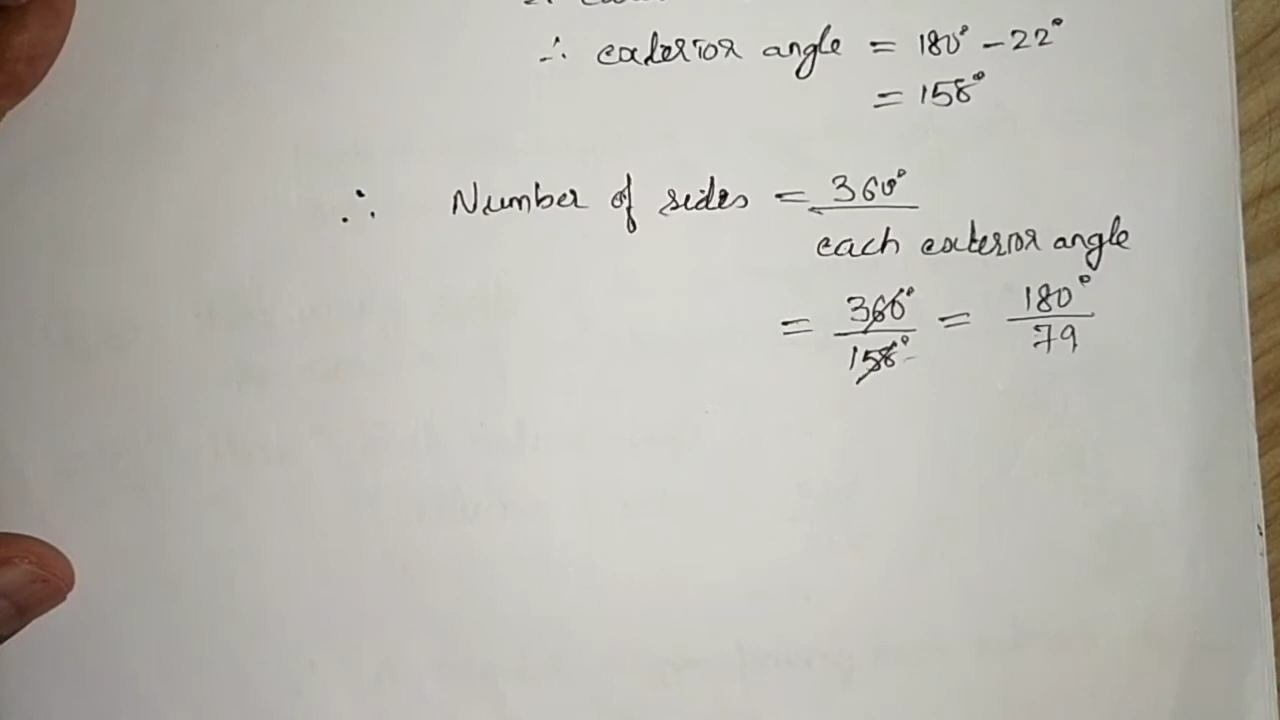 ∴ exterior angle = 180° - 22°
= 158°
∴ Number of sides = 360°
each exterior angle
= 360° / 158° = 180° / 79